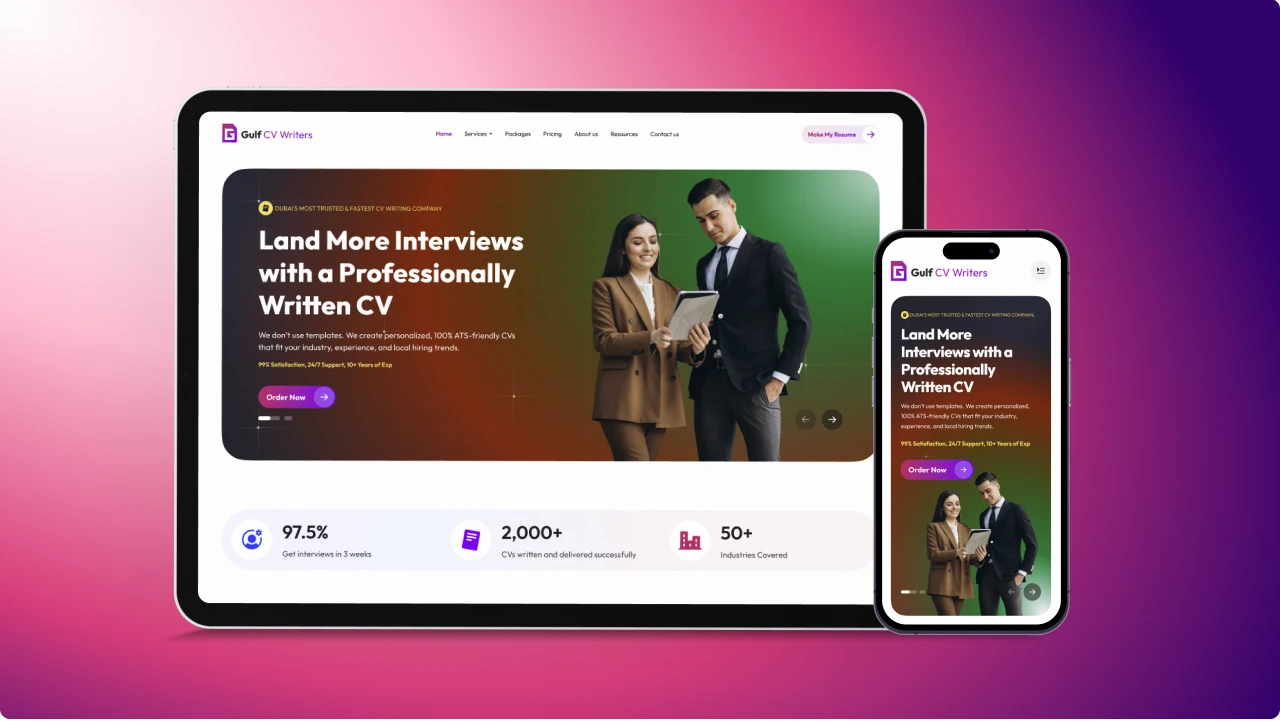 Gulf CV Writers
Home Services Packages Pricing About us Resources Contact us
Make My Resume
DUBAI'S MOST TRUSTED & FASTEST CV WRITING COMPANY
Land More Interviews
with a Professionally
Written CV
We don't use templates. We create personalized, 100% ATS-friendly CVs
that fit your industry, experience, and local hiring trends.
99% Satisfaction, 24/7 Support, 10+ Years of Exp
Order Now
97.5%
Get interviews in 3 weeks
2,000+
CVs written and delivered successfully
50+
Industries Covered
Gulf CV Writers
DUBAI'S MOST TRUSTED & FASTEST CV WRITING COMPANY
Land More
Interviews with a
Professionally
Written CV
We don't use templates. We create personalized,
100% ATS-friendly CVs that fit your industry,
experience, and local hiring trends.
99% Satisfaction, 24/7 Support, 10+ Years of Exp
Order Now